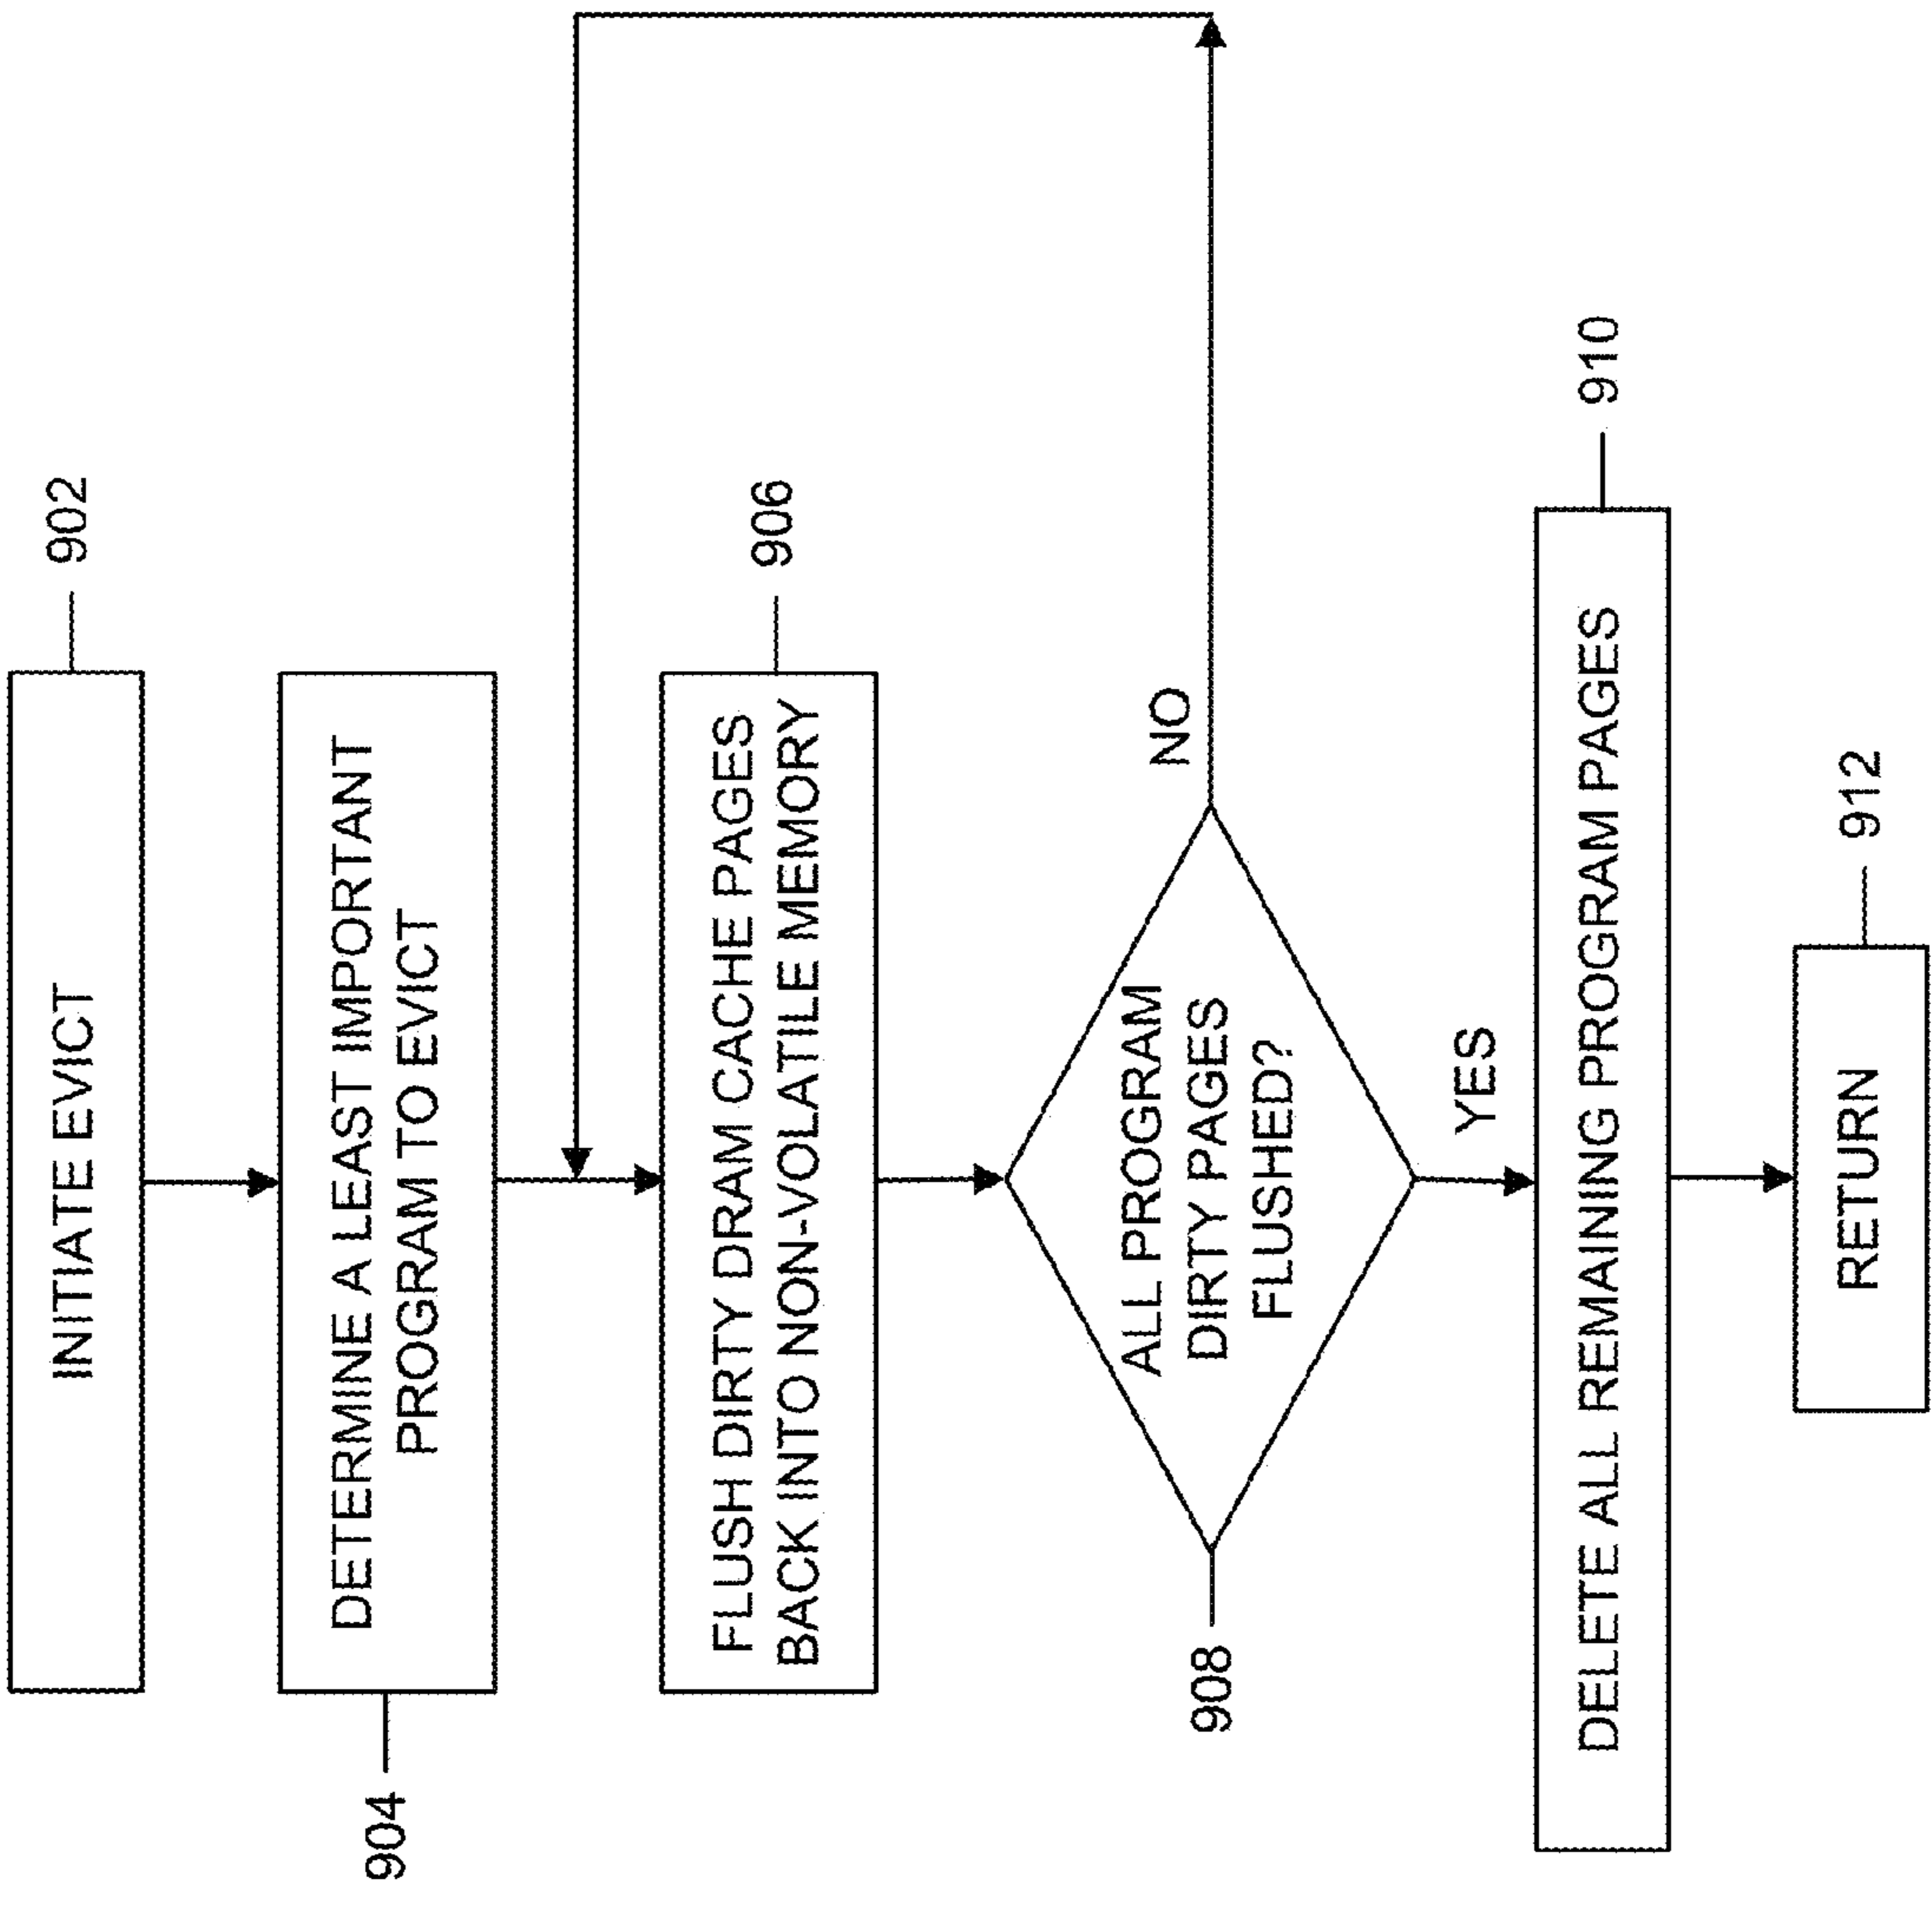 INITIATE EVICT
902
DETERMINE A LEAST IMPORTANT
PROGRAM TO EVICT
904
FLUSH DIRTY DRAM CACHE PAGES
BACK INTO NON-VOLATILE MEMORY
906
ALL PROGRAM
DIRTY PAGES
FLUSHED?
908
NO
YES
DELETE ALL REMAINING PROGRAM PAGES
910
RETURN
912